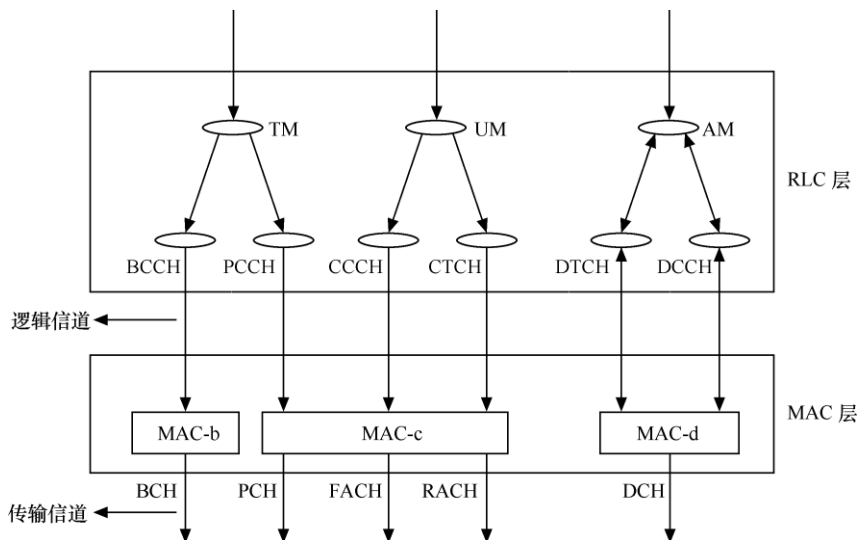 TM
UM
AM
RLC 层
BCCH
PCCH
CCCH
CTCH
DTCH
DCCH
逻辑信道
MAC 层
MAC-b
MAC-c
MAC-d
BCH
PCH
FACH
RACH
DCH
传输信道